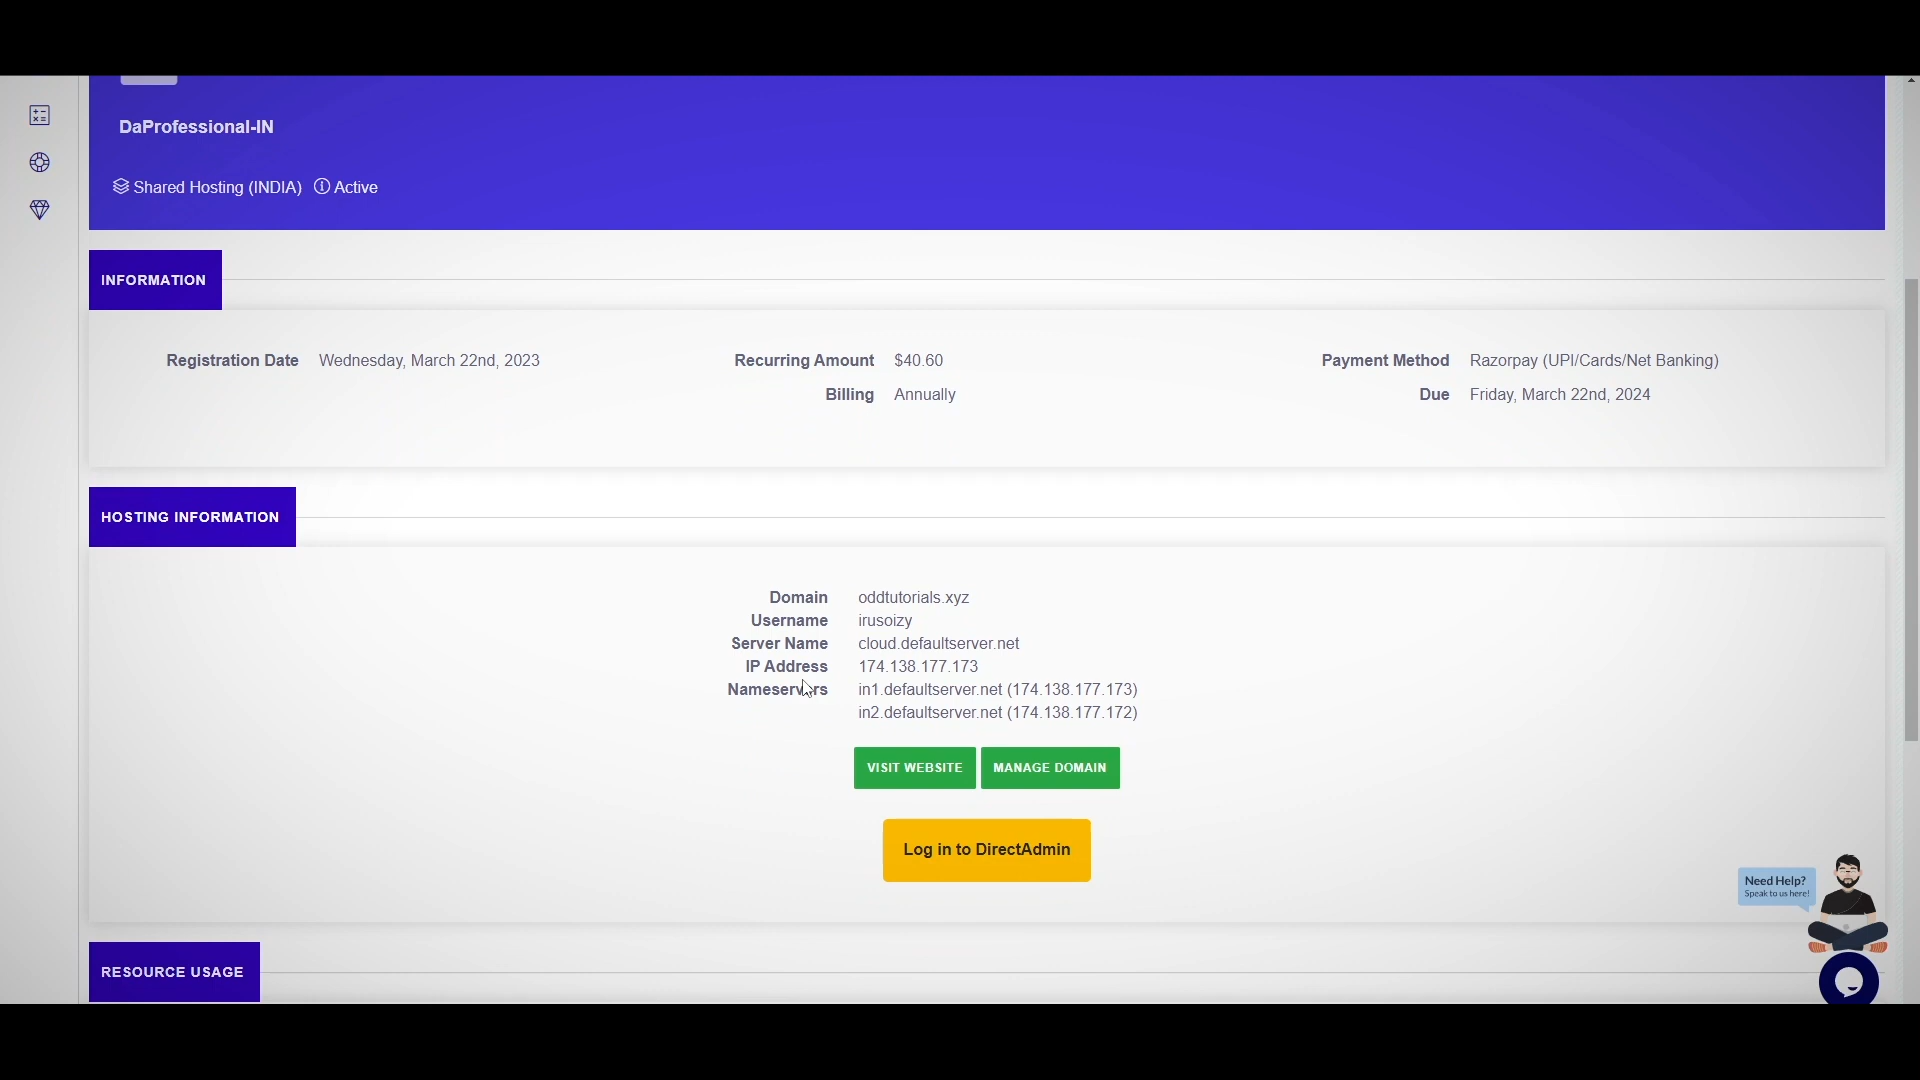 DaProfessional-IN
Shared Hosting (INDIA) Active
INFORMATION
Registration Date Wednesday, March 22nd, 2023
Recurring Amount $40.60
Billing Annually
Payment Method Razorpay (UPI/Cards/Net Banking)
Due Friday, March 22nd, 2024
HOSTING INFORMATION
Domain oddtutorials.xyz
Username irusoizy
Server Name cloud.defaultserver.net
IP Address 174.138.177.173
Nameservers in1.defaultserver.net (174.138.177.173)
in2.defaultserver.net (174.138.177.172)
VISIT WEBSITE MANAGE DOMAIN
Log in to DirectAdmin
Need Help?
Speak to us here!
RESOURCE USAGE